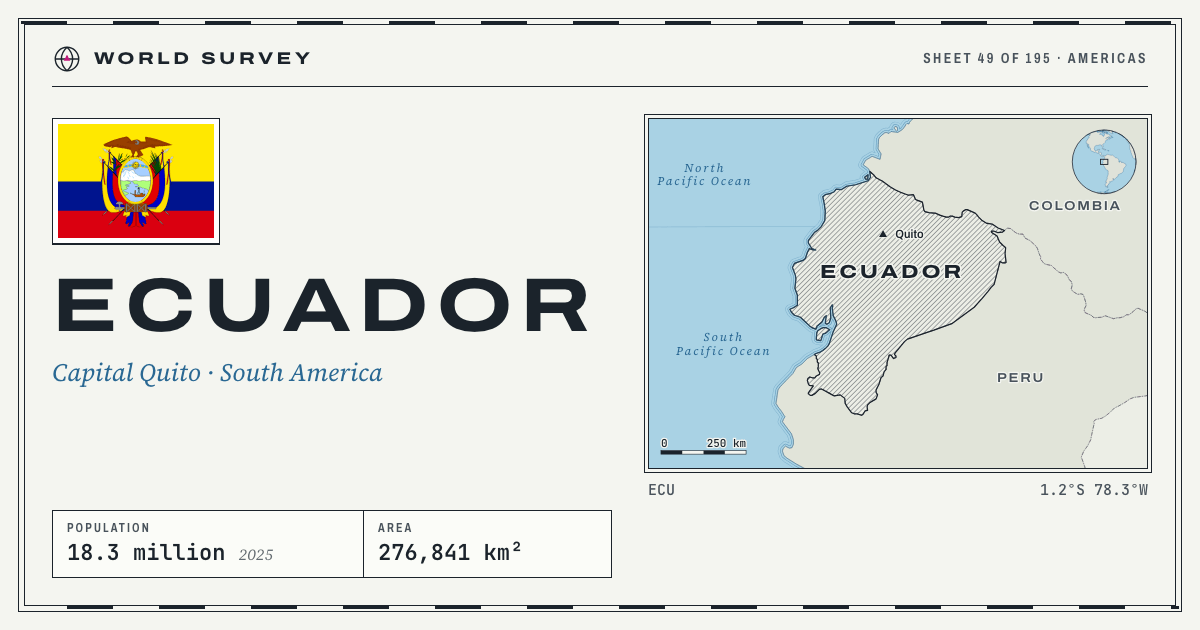 WORLD SURVEY
SHEET 49 OF 195 · AMERICAS
ECUADOR
Capital Quito · South America
POPULATION
18.3 million 2025
AREA
276,841 km²
North
Pacific Ocean
COLOMBIA
Quito
ECUADOR
South
Pacific Ocean
PERU
0 250 km
ECU
1.2°S 78.3°W